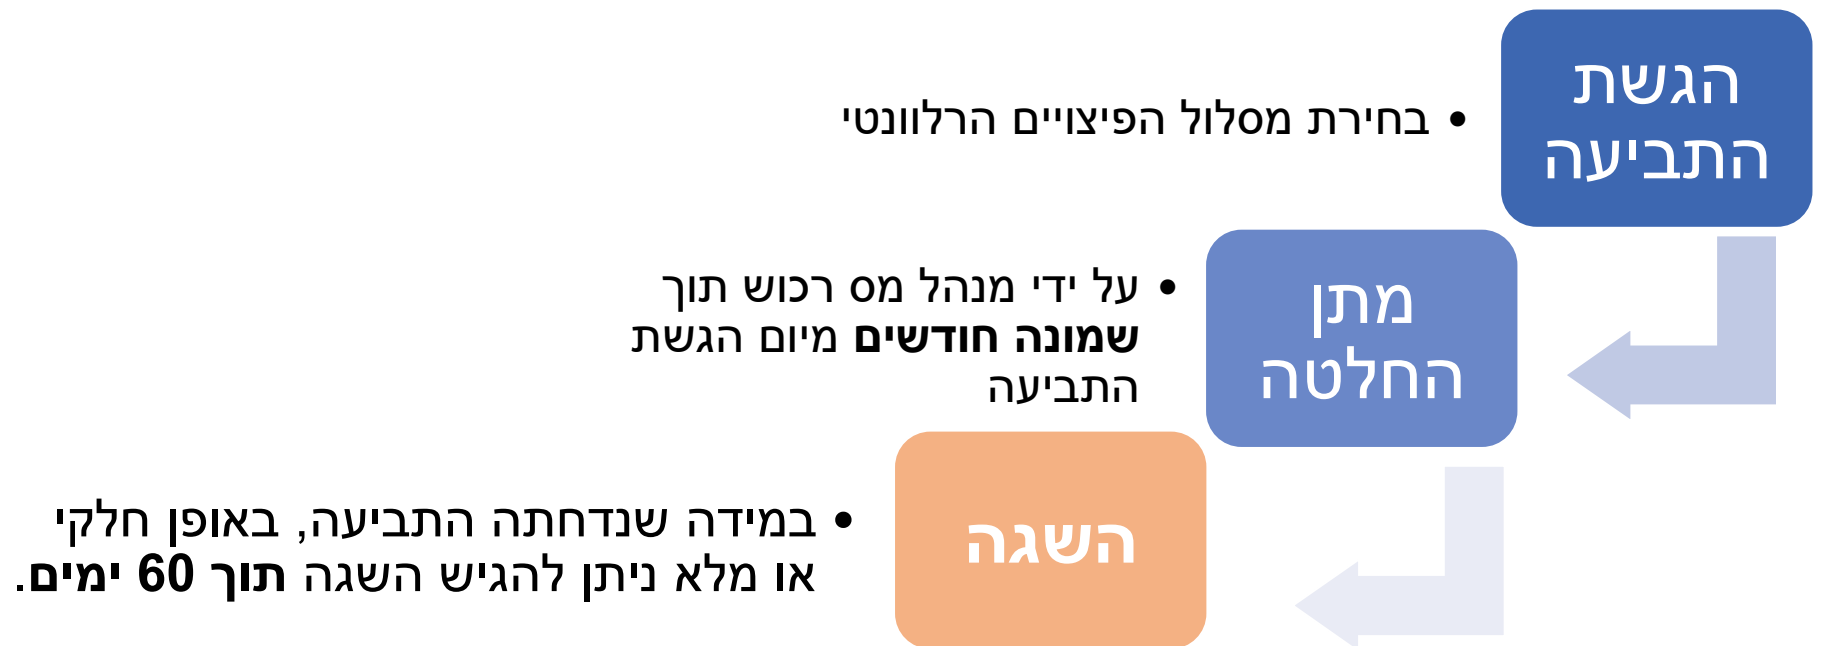 הגשת
התביעה
• בחירת מסלול הפיצויים הרלוונטי
מתן
החלטה
• על ידי מנהל מס רכוש תוך
שמונה חודשים מיום הגשת
התביעה
השגה
• במידה שנדחתה התביעה, באופן חלקי
או מלא ניתן להגיש השגה תוך 60 ימים.